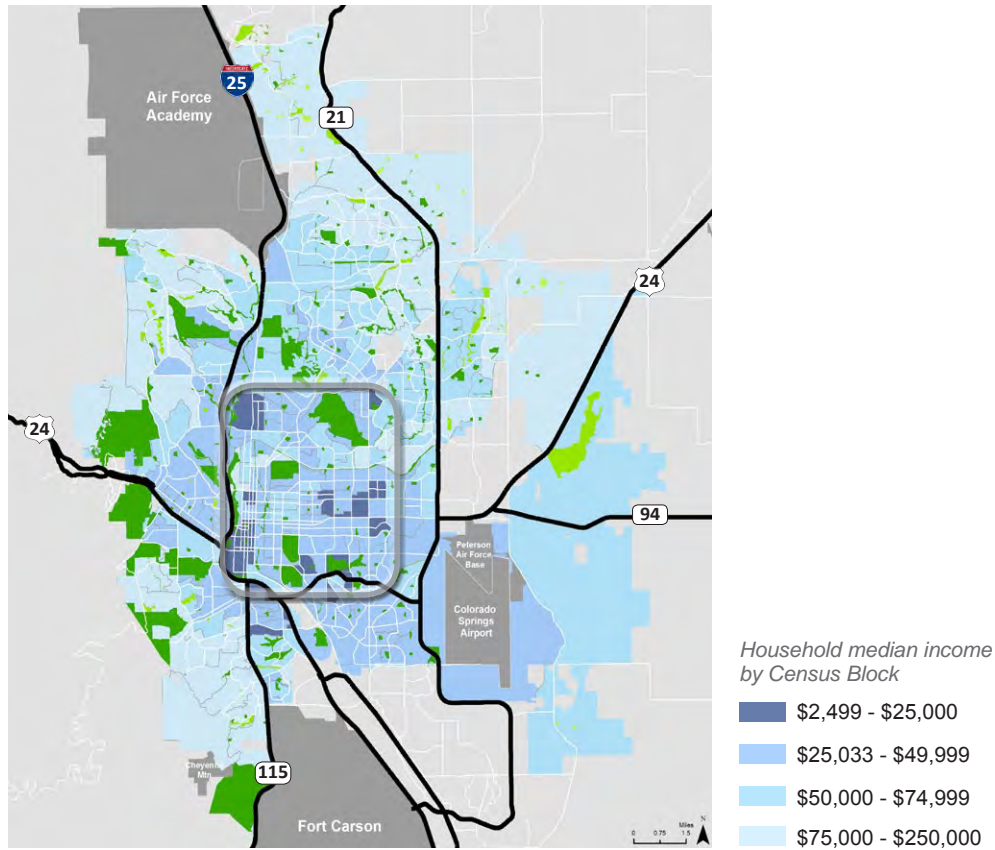 INTERSTATE
25
Air Force
Academy
21
24
24
94
Peterson
Air Force
Base
Colorado
Springs
Airport
Household median income
by Census Block
$2,499 - $25,000
$25,033 - $49,999
$50,000 - $74,999
$75,000 - $250,000
Cheyenne
Mtn
115
Fort Carson
Miles
N
0 0.75 1.5